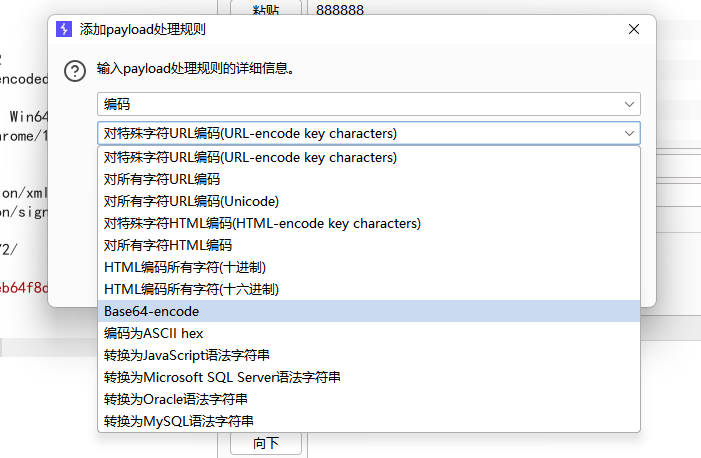 粘贴
888888
添加payload处理规则
encoded
输入payload处理规则的详细信息。
编码
Win64
对特殊字符URL编码(URL-encode key characters)
对特殊字符URL编码(URL-encode key characters)
对所有字符URL编码
对所有字符URL编码(Unicode)
对特殊字符HTML编码(HTML-encode key characters)
对所有字符HTML编码
HTML编码所有字符(十进制)
HTML编码所有字符(十六进制)
Base64-encode
编码为ASCII hex
转换为JavaScript语法字符串
转换为Microsoft SQL Server语法字符串
转换为Oracle语法字符串
转换为MySQL语法字符串
rome/1
on/xml
on/sign
72/
eb64f8d
向下